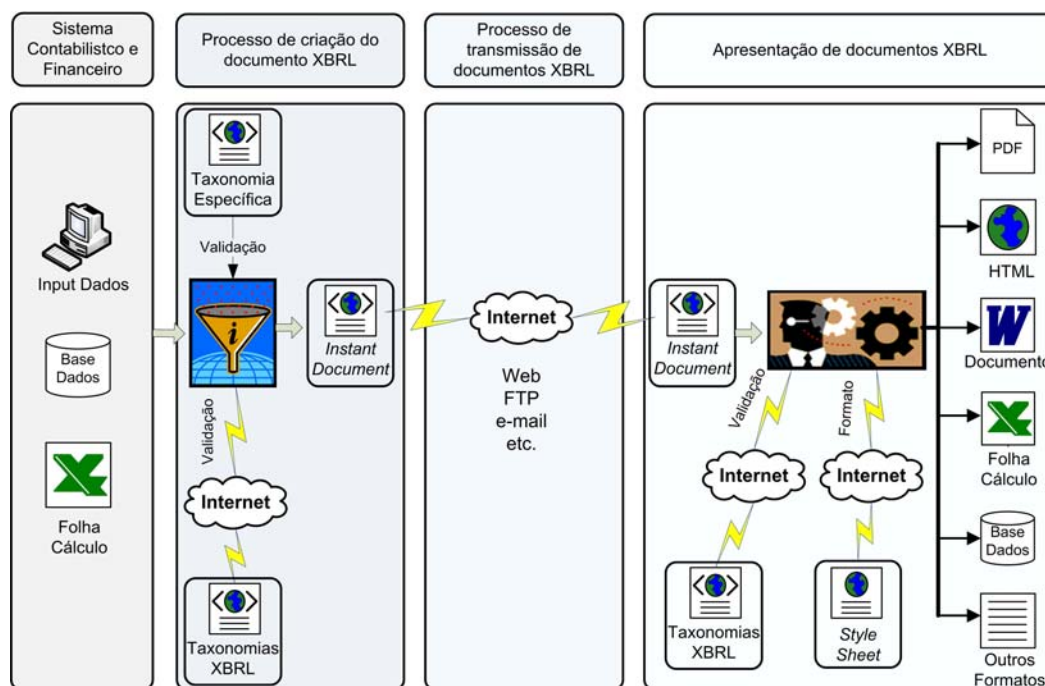 Sistema
Contabilistco e
Financeiro
Processo de criação do
documento XBRL
Processo de
transmissão de
documentos XBRL
Apresentação de documentos XBRL
Input Dados
Base
Dados
Folha
Cálculo
Taxonomia
Específica
Validação
i
Instant
Document
Validação
Internet
Taxonomias
XBRL
Internet
Web
FTP
e-mail
etc.
Instant
Document
Validação
Internet
Taxonomias
XBRL
Formato
Internet
Style
Sheet
PDF
HTML
W
Documento
Folha
Cálculo
Base
Dados
Outros
Formatos